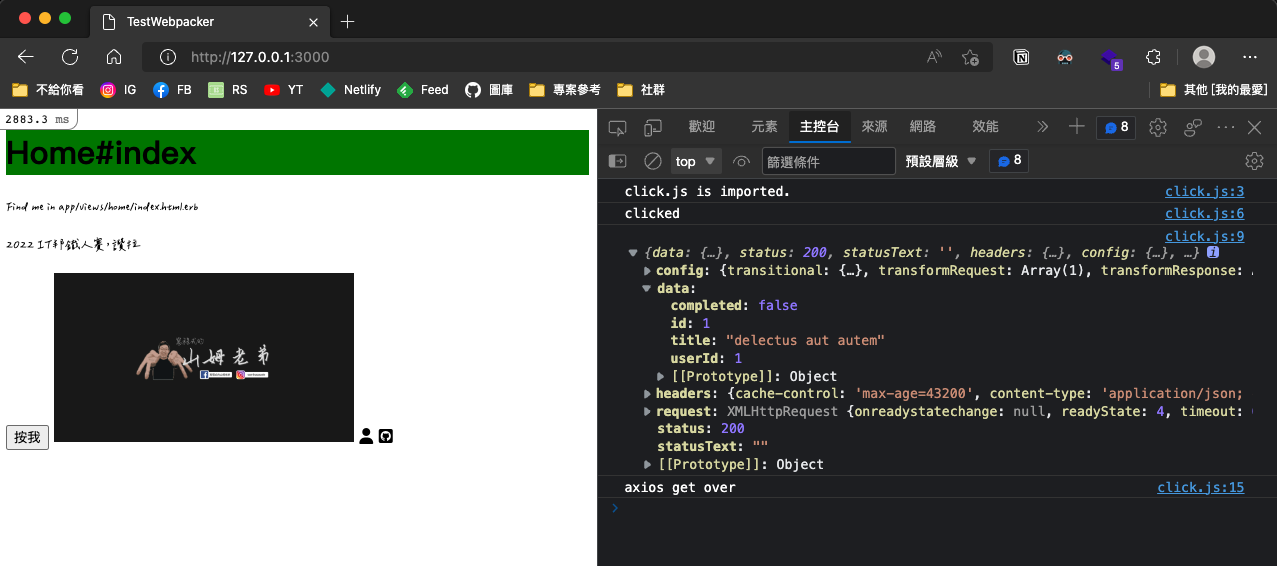 TestWebpacker
http://127.0.0.1:3000
不給你看 IG FB RS YT Netlify Feed 圖庫 專案參考 社群 其他 [我的最愛]
5
2883.3 ms
Home#index
Find me in app/views/home/index.html.erb
2022 IT邦鐵人賽,讚拉
山姆老弟
按我
歡迎 元素 主控台 來源 網路 效能 8
top 篩選條件 預設層級 8
click.js is imported. click.js:3
clicked click.js:6
click.js:9
{data: {…}, status: 200, statusText: '', headers: {…}, config: {…}, …}
config: {transitional: {…}, transformRequest: Array(1), transformResponse:
data:
completed: false
id: 1
title: "delectus aut autem"
userId: 1
[[Prototype]]: Object
headers: {cache-control: 'max-age=43200', content-type: 'application/json;
request: XMLHttpRequest {onreadystatechange: null, readyState: 4, timeout:
status: 200
statusText: ""
[[Prototype]]: Object
axios get over click.js:15